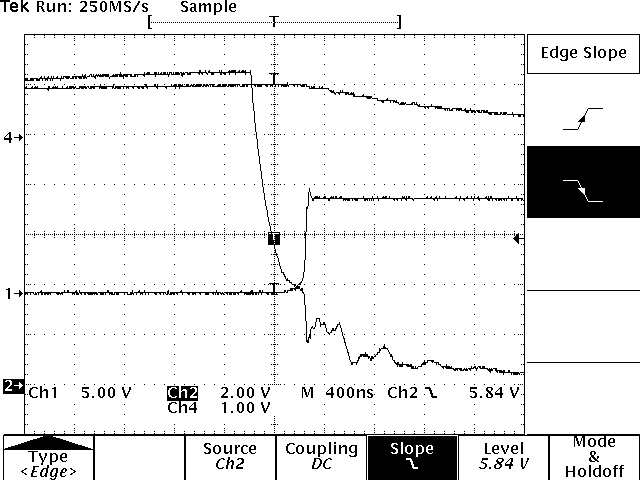 Tek Run: 250MS/s Sample
T
Edge Slope
T
4
T
1
T
2
Ch1 5.00 V Ch2 2.00 V M 400ns Ch2 5.84 V
Ch4 1.00 V
Type
<Edge>
Source
Ch2
Coupling
DC
Slope
Level
5.84 V
Mode
&
Holdoff